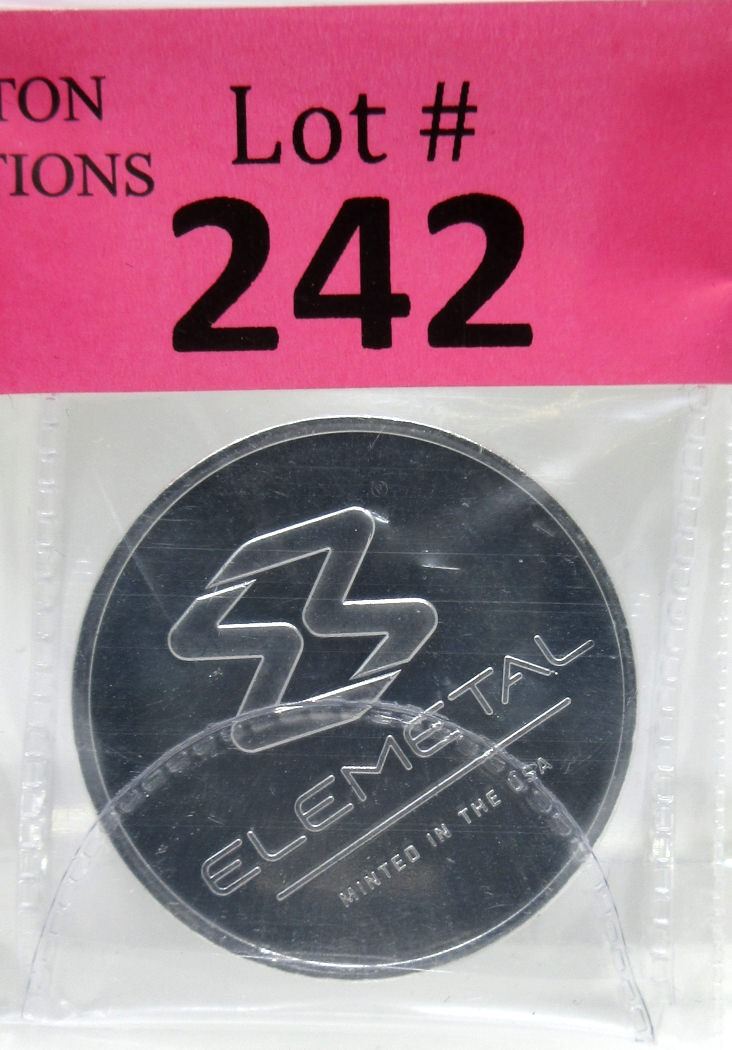 TON
TIONS
Lot #
242
®
ELEMETAL
MINTED IN THE USA